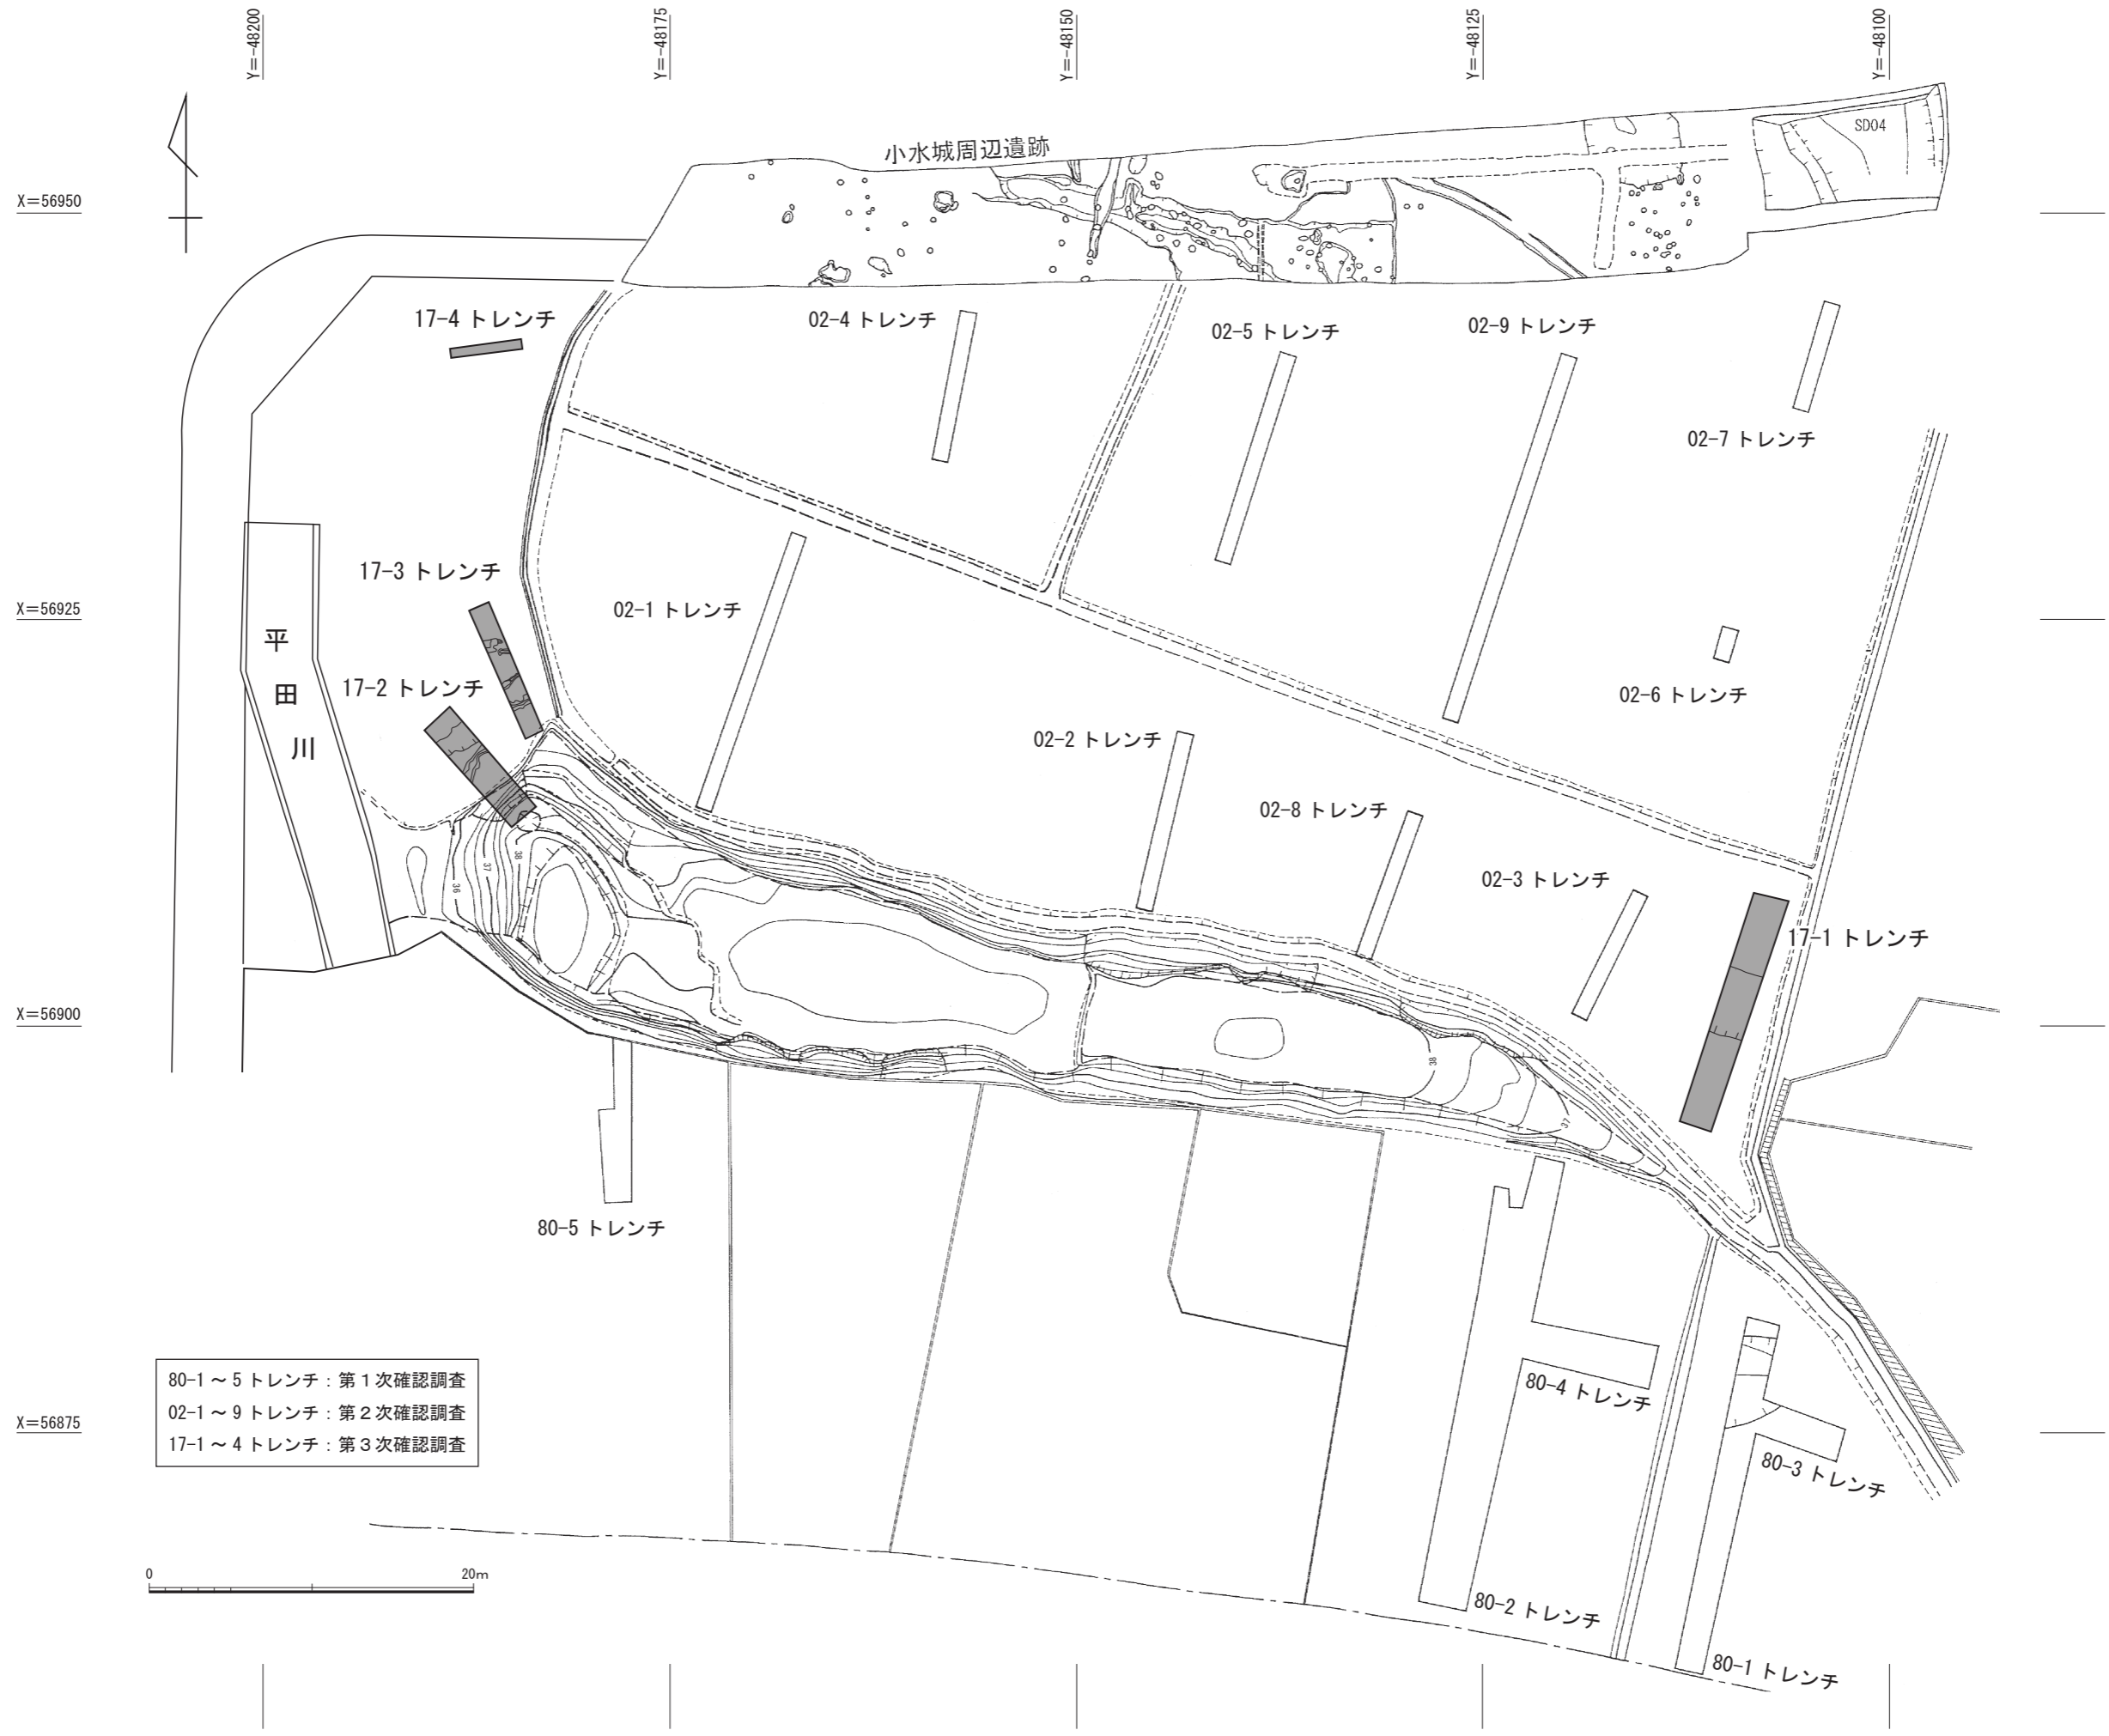 Y=-48200
Y=-48175
Y=-48150
Y=-48125
Y=-48100
小水城周辺遺跡
SD04
X=56950
17-4 トレンチ
02-4 トレンチ
02-5 トレンチ
02-9 トレンチ
02-7 トレンチ
17-3 トレンチ
X=56925
02-1 トレンチ
平田川
17-2 トレンチ
02-6 トレンチ
02-2 トレンチ
02-8 トレンチ
02-3 トレンチ
17-1 トレンチ
36
37
38
X=56900
38
37
80-5 トレンチ
80-4 トレンチ
X=56875
80-3 トレンチ
80-2 トレンチ
80-1 トレンチ
80-1 ～ 5 トレンチ：第１次確認調査
02-1 ～ 9 トレンチ：第２次確認調査
17-1 ～ 4 トレンチ：第３次確認調査
0 20m